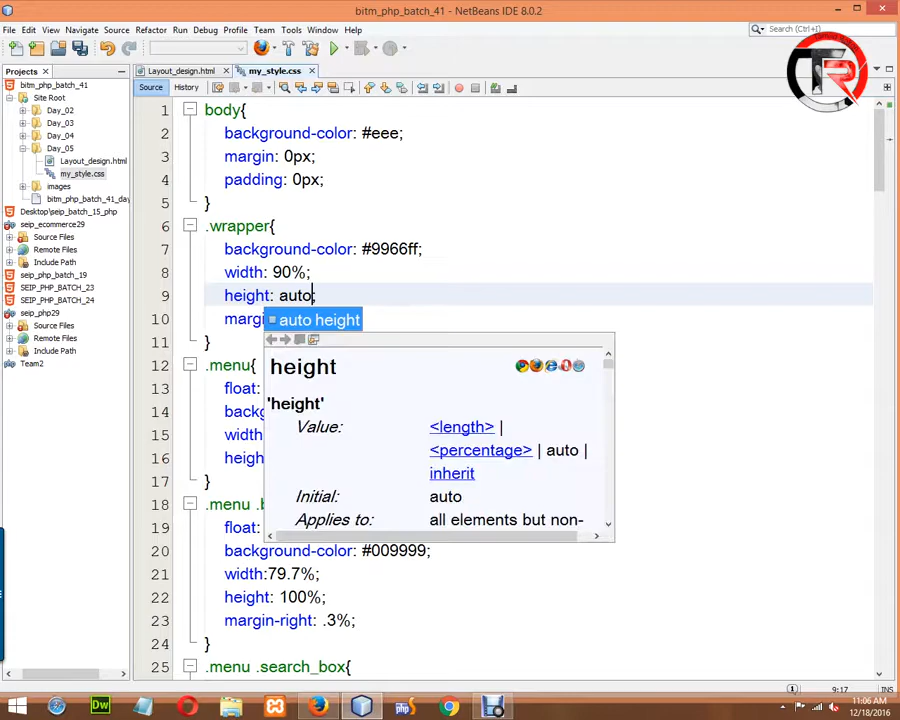 bitm_php_batch_41 - NetBeans IDE 8.0.2
File Edit View Navigate Source Refactor Run Debug Profile Team Tools Window Help
Search (Ctrl+I)
Projects
Layout_design.html
my_style.css
Source
History
bitm_php_batch_41
Site Root
Day_02
Day_03
Day_04
Day_05
Layout_design.html
my_style.css
images
bitm_php_batch_41_da
Desktop\seip_batch_15_php
seip_ecommerce29
Source Files
Remote Files
Include Path
seip_php_batch_19
SEIP_PHP_BATCH_23
SEIP_PHP_BATCH_24
seip_php29
Source Files
Remote Files
Include Path
Team2
1 body{
2 background-color: #eee;
3 margin: 0px;
4 padding: 0px;
5 }
6 .wrapper{
7 background-color: #9966ff;
8 width: 90%;
9 height: auto;
10 margi
11 }
12 .menu{
13 float:
14 backg
15 width:
16 heigh
17 }
18 .menu .b
19 float:
20 background-color: #009999;
21 width:79.7%;
22 height: 100%;
23 margin-right: .3%;
24 }
25 .menu .search_box{
auto height
height
'height'
Value: <length> |
<percentage> | auto |
inherit
Initial: auto
Applies to: all elements but non-
TR
1
9:17
Dw
php
11:06 AM
12/18/2016